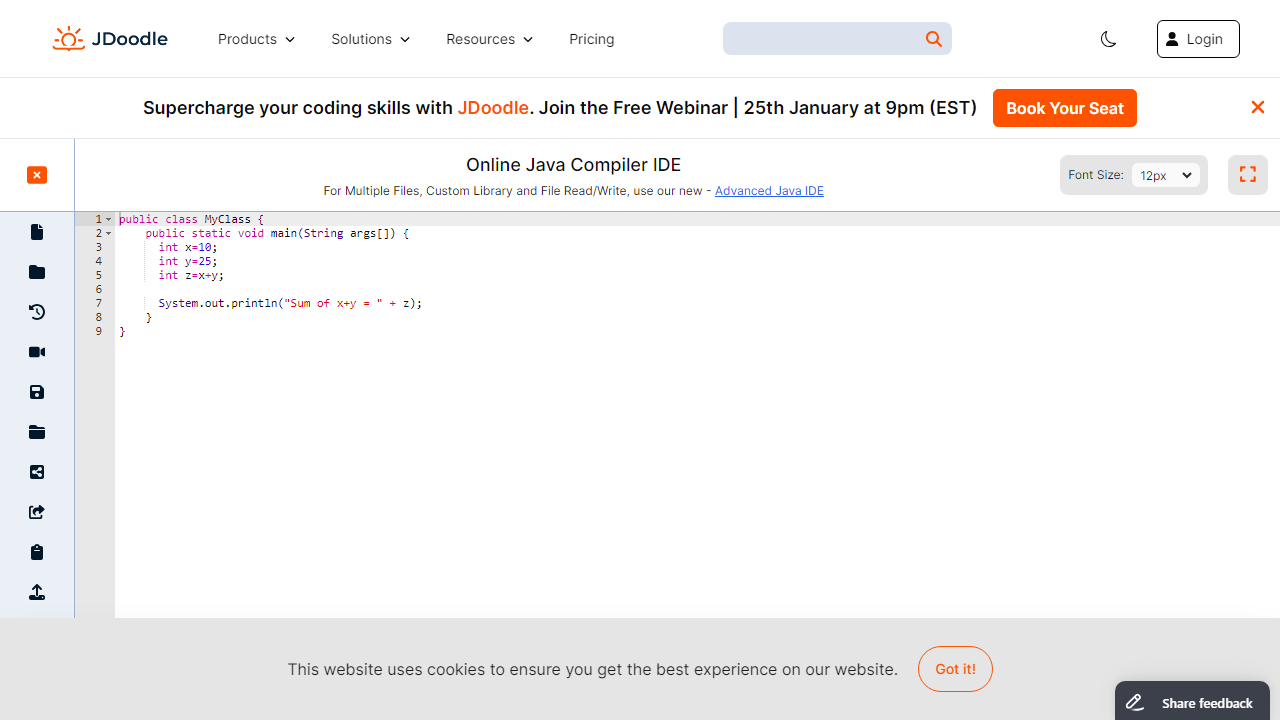 JDoodle
Products
Solutions
Resources
Pricing
Login
Supercharge your coding skills with JDoodle. Join the Free Webinar | 25th January at 9pm (EST)
Book Your Seat
Online Java Compiler IDE
For Multiple Files, Custom Library and File Read/Write, use our new - Advanced Java IDE
Font Size:
12px
1 public class MyClass {
2 public static void main(String args[]) {
3 int x=10;
4 int y=25;
5 int z=x+y;
6
7 System.out.println("Sum of x+y = " + z);
8 }
9 }
This website uses cookies to ensure you get the best experience on our website.
Got it!
Share feedback